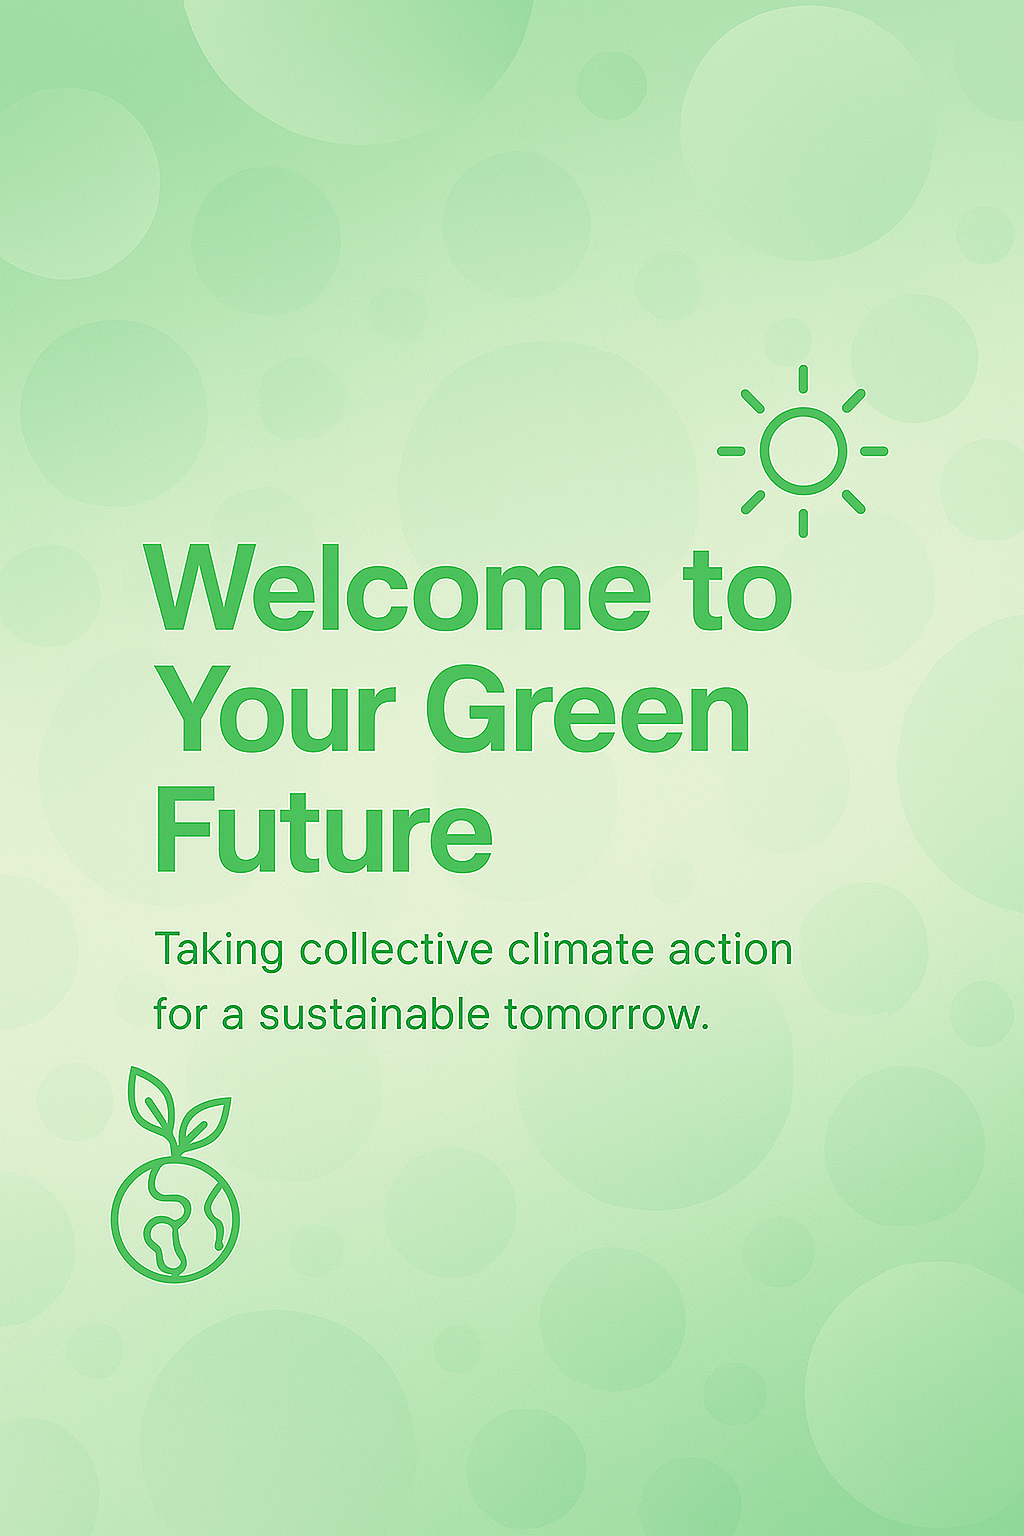 Welcome to
Your Green
Future
Taking collective climate action
for a sustainable tomorrow.